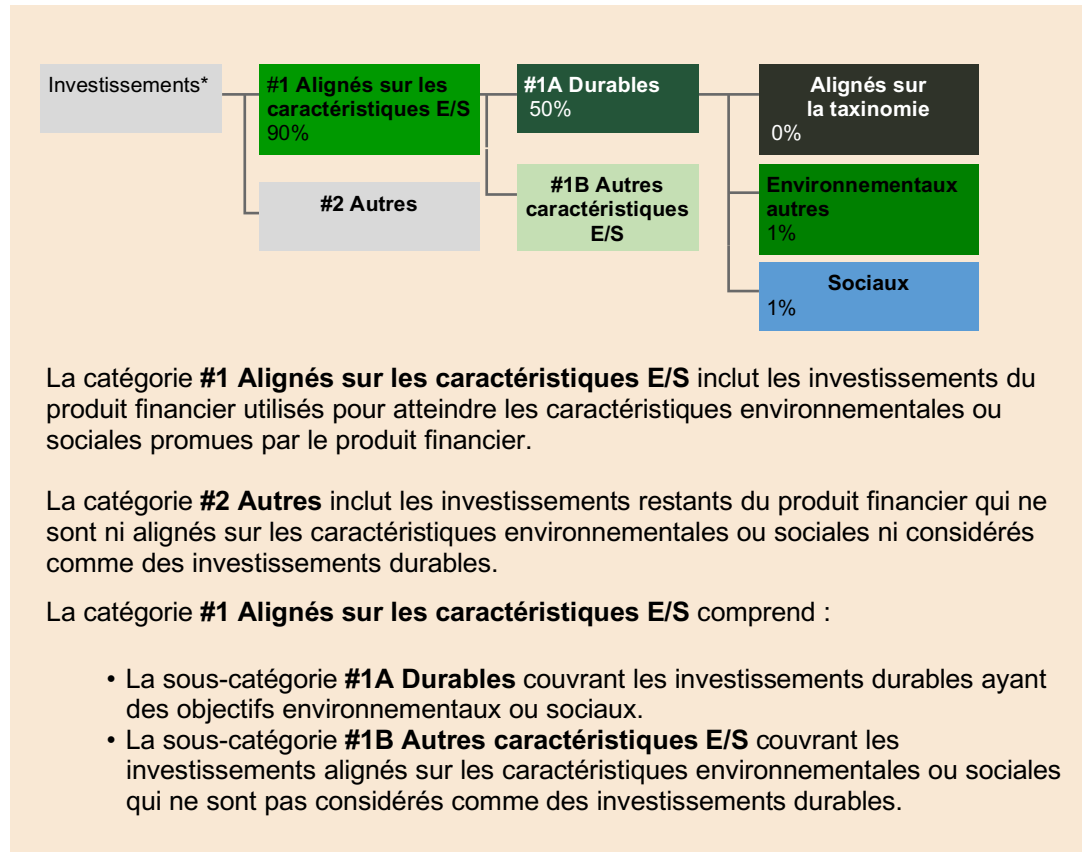 Investissements*
#1 Alignés sur les
caractéristiques E/S
90%
#2 Autres
#1A Durables
50%
#1B Autres
caractéristiques
E/S
Alignés sur
la taxinomie
0%
Environnementaux
autres
1%
Sociaux
1%
La catégorie #1 Alignés sur les caractéristiques E/S inclut les investissements du
produit financier utilisés pour atteindre les caractéristiques environnementales ou
sociales promues par le produit financier.
La catégorie #2 Autres inclut les investissements restants du produit financier qui ne
sont ni alignés sur les caractéristiques environnementales ou sociales ni considérés
comme des investissements durables.
La catégorie #1 Alignés sur les caractéristiques E/S comprend :
• La sous-catégorie #1A Durables couvrant les investissements durables ayant
des objectifs environnementaux ou sociaux.
• La sous-catégorie #1B Autres caractéristiques E/S couvrant les
investissements alignés sur les caractéristiques environnementales ou sociales
qui ne sont pas considérés comme des investissements durables.